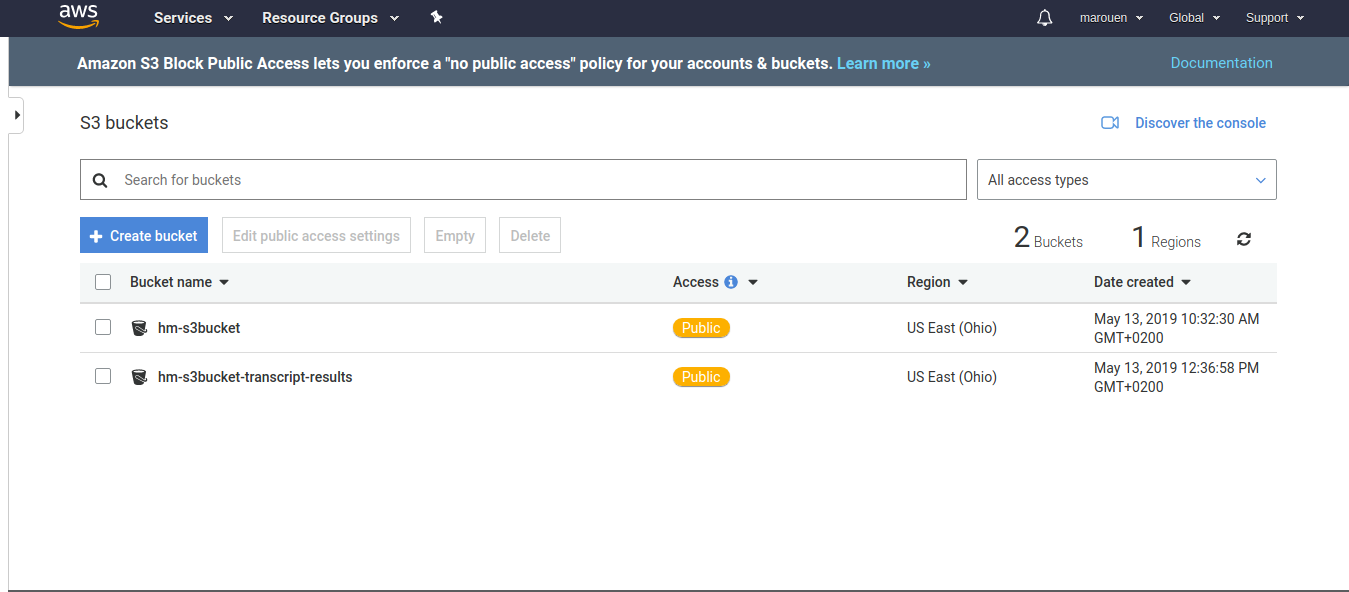 aws Services Resource Groups marouen Global Support
Amazon S3 Block Public Access lets you enforce a "no public access" policy for your accounts & buckets. Learn more » Documentation
S3 buckets Discover the console
Search for buckets All access types
Create bucket Edit public access settings Empty Delete 2 Buckets 1 Regions
Bucket name Access Region Date created
hm-s3bucket Public US East (Ohio) May 13, 2019 10:32:30 AM
GMT+0200
hm-s3bucket-transcript-results Public US East (Ohio) May 13, 2019 12:36:58 PM
GMT+0200